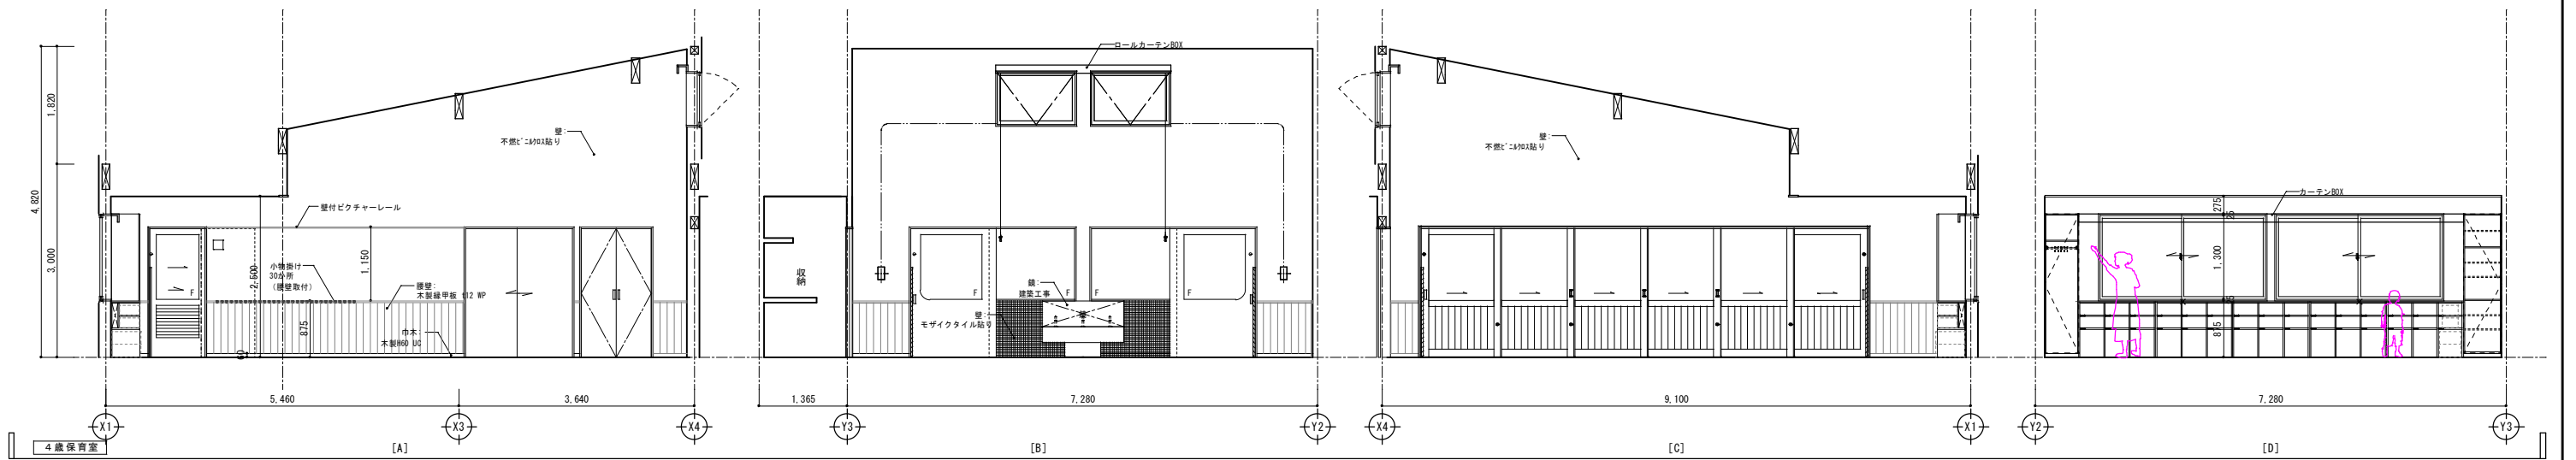 ロールカーテンBOX
1,820
壁:
不燃ビニルクロス貼り
壁:
不燃ビニルクロス貼り
4,820
3,000
壁付ピクチャーレール
カーテンBOX
275
20
小物掛け
30か所
(腰壁取付)
2,500
1,150
腰壁:
木製縁甲板 t12 WP
収納
鏡:
建築工事
1,300
F
F
F
F
F
壁:
モザイクタイル貼り
巾木:
木製H60 UC
875
60
875
5,460
3,640
1,365
7,280
9,100
7,280
X1
X3
X4
Y3
Y2
X4
X1
Y2
Y3
4歳保育室
[A]
[B]
[C]
[D]